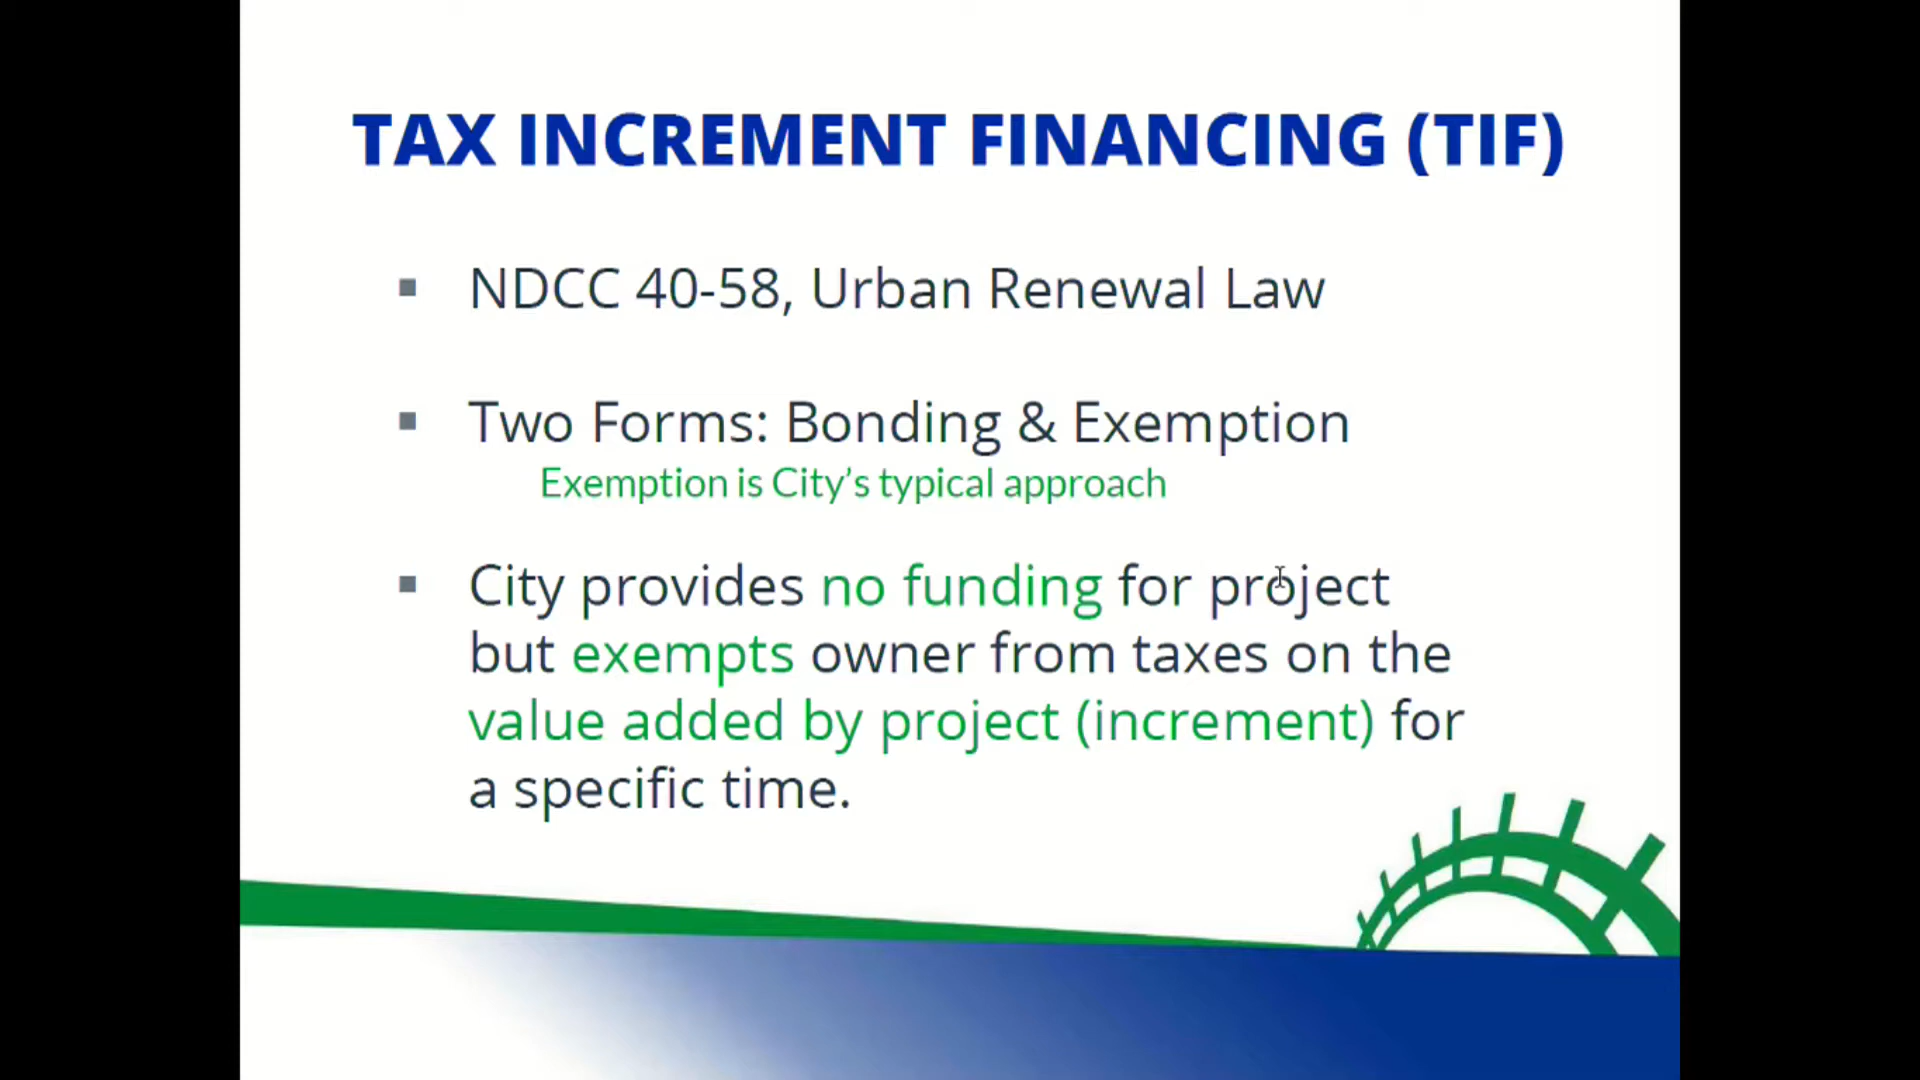 TAX INCREMENT FINANCING (TIF)
NDCC 40-58, Urban Renewal Law
Two Forms: Bonding & Exemption
Exemption is City’s typical approach
City provides no funding for project
but exempts owner from taxes on the
value added by project (increment) for
a specific time.